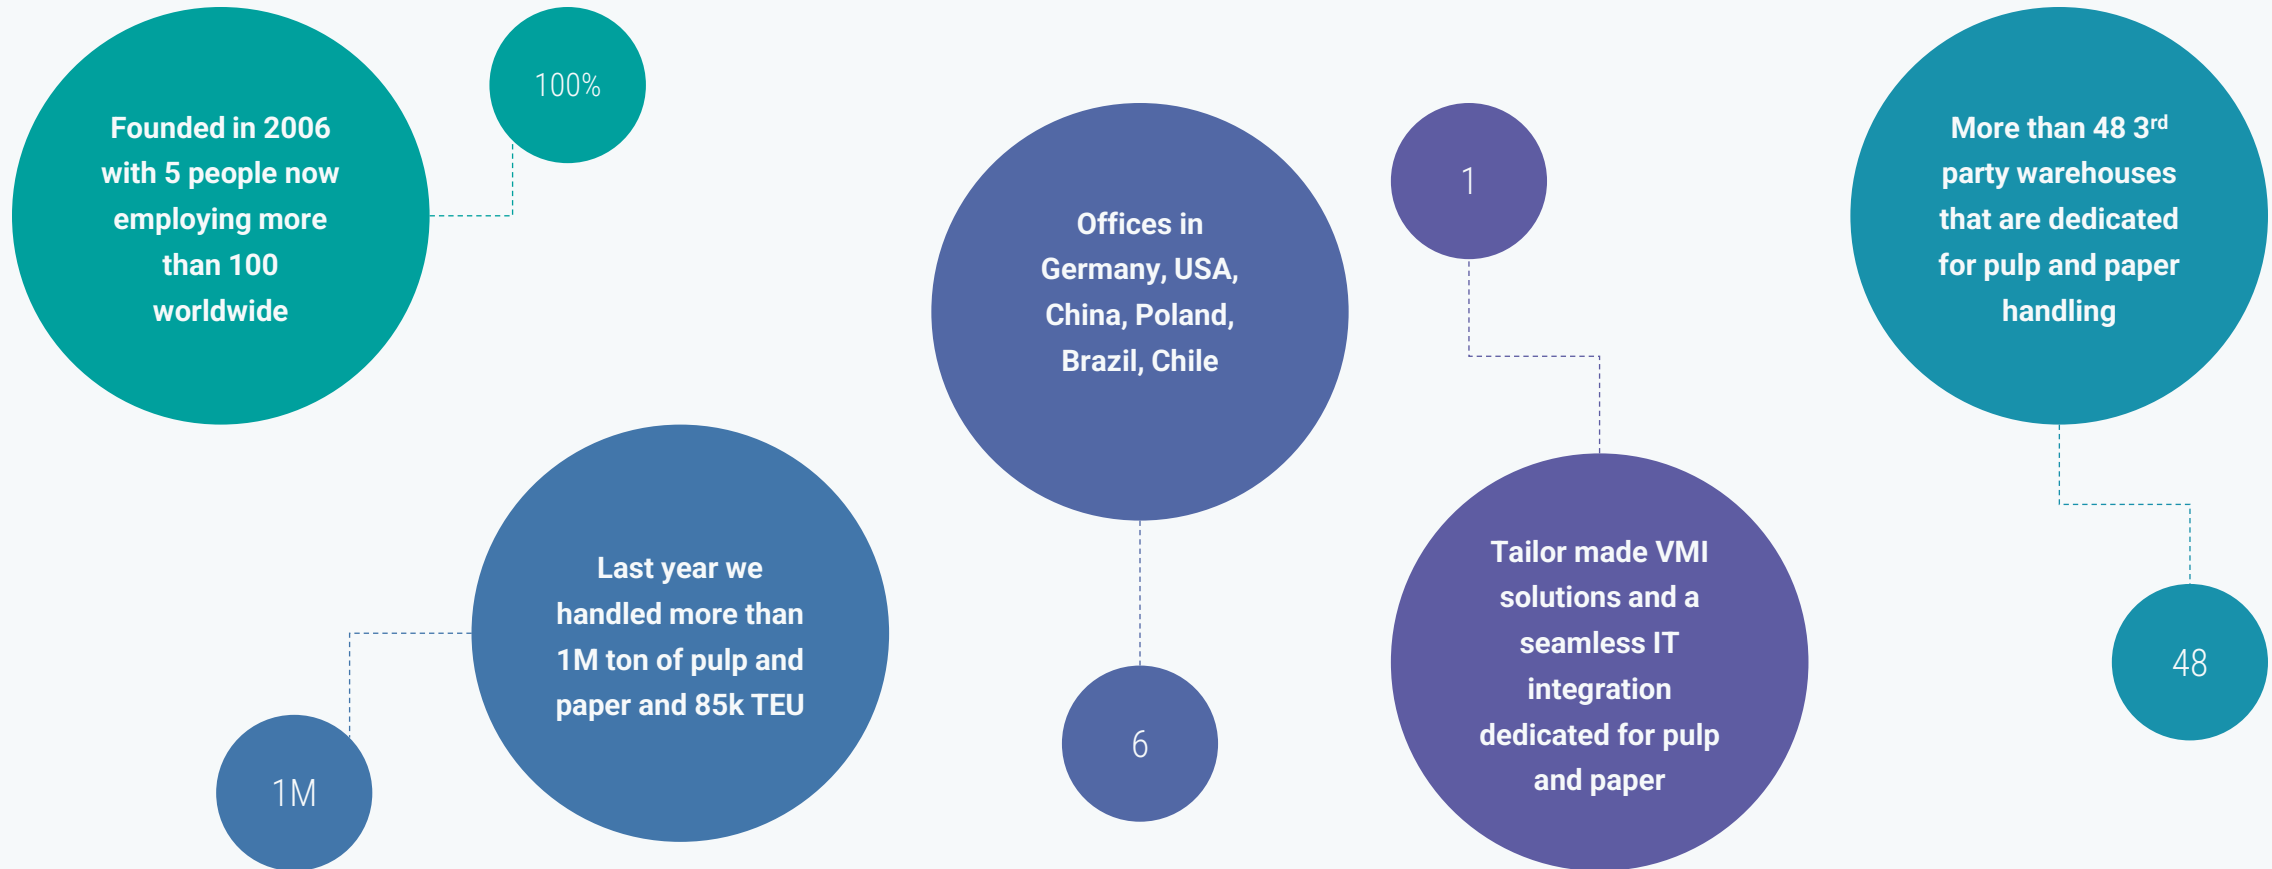 Founded in 2006
with 5 people now
employing more
than 100
worldwide
100%
Last year we
handled more than
1M ton of pulp and
paper and 85k TEU
1M
Offices in
Germany, USA,
China, Poland,
Brazil, Chile
6
1
Tailor made VMI
solutions and a
seamless IT
integration
dedicated for pulp
and paper
More than 48 3rd
party warehouses
that are dedicated
for pulp and paper
handling
48